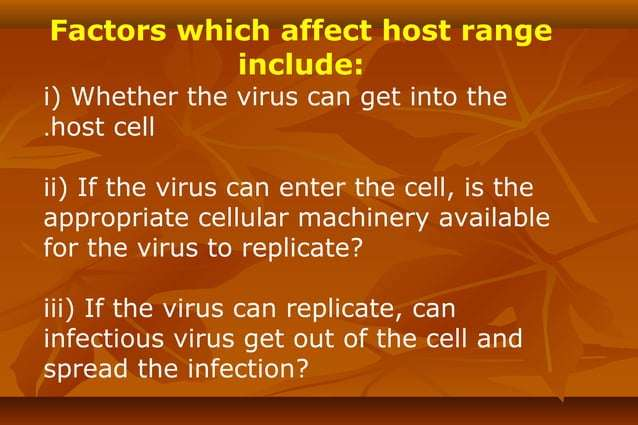 Factors which affect host range
include:
i) Whether the virus can get into the
.host cell
ii) If the virus can enter the cell, is the
appropriate cellular machinery available
for the virus to replicate?
iii) If the virus can replicate, can
infectious virus get out of the cell and
spread the infection?